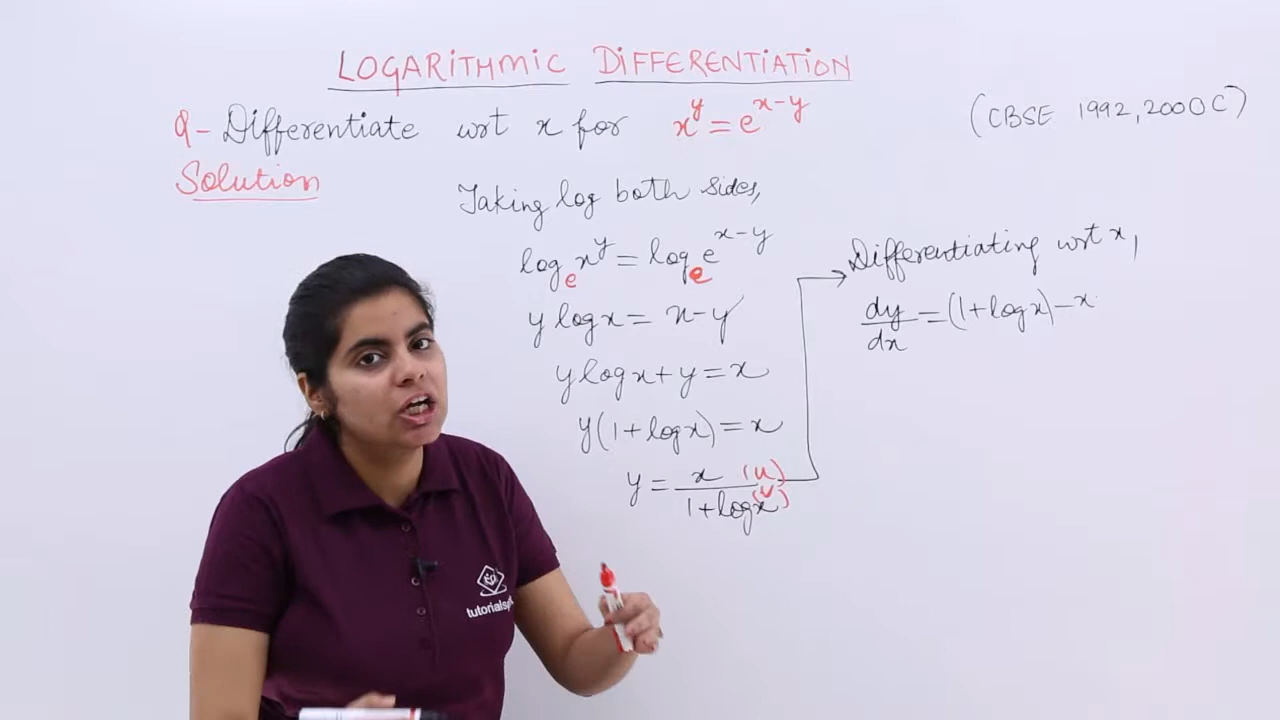 LOGARITHMIC DIFFERENTIATION
Q- Differentiate wrt x for x^y = e^(x-y)
(CBSE 1992, 2000C)
Solution
Taking log both sides,
log_e x^y = log_e e^(x-y)
y log x = x - y
y log x + y = x
y(1 + log x) = x
y = x (u) / 1 + log x (v)
Differentiating wrt x,
dy/dx = (1 + log x) - x